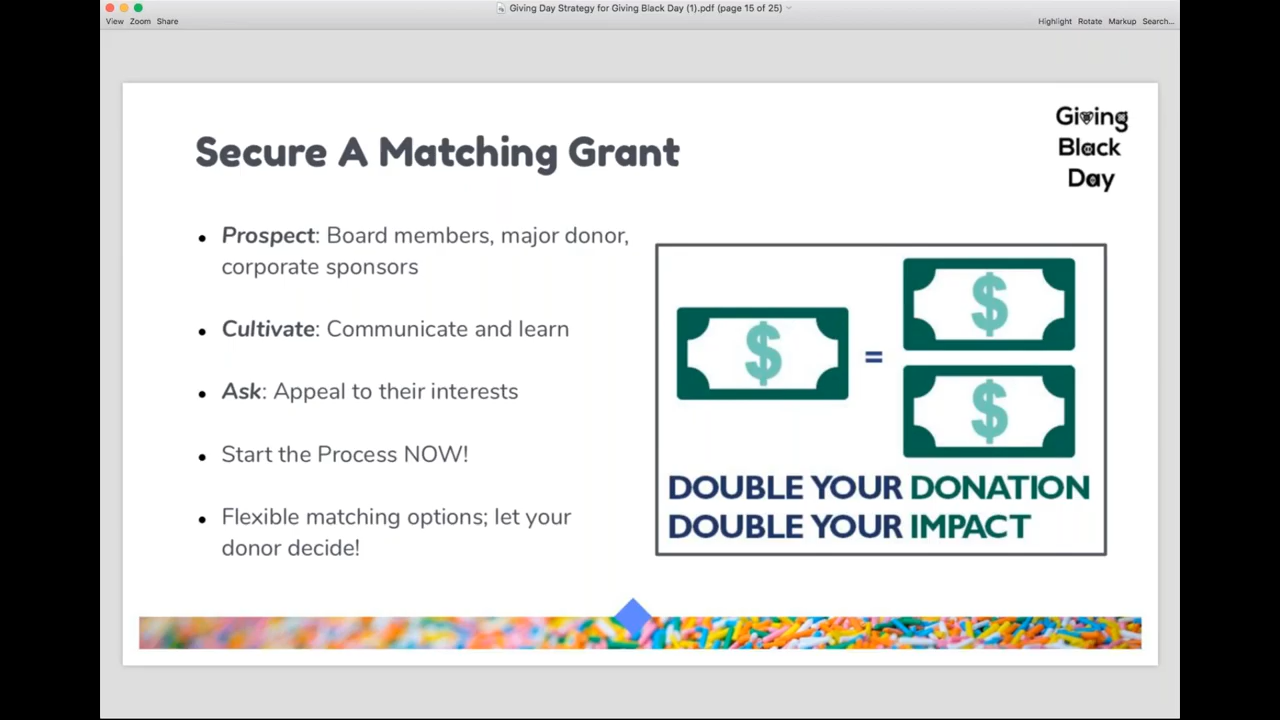 Giving Day Strategy for Giving Black Day (1).pdf (page 15 of 25)
View Zoom Share
Highlight Rotate Markup Search...
Giving
Black
Day
Secure A Matching Grant
• Prospect: Board members, major donor,
corporate sponsors
• Cultivate: Communicate and learn
• Ask: Appeal to their interests
• Start the Process NOW!
• Flexible matching options; let your
donor decide!
$ = $
$
DOUBLE YOUR DONATION
DOUBLE YOUR IMPACT